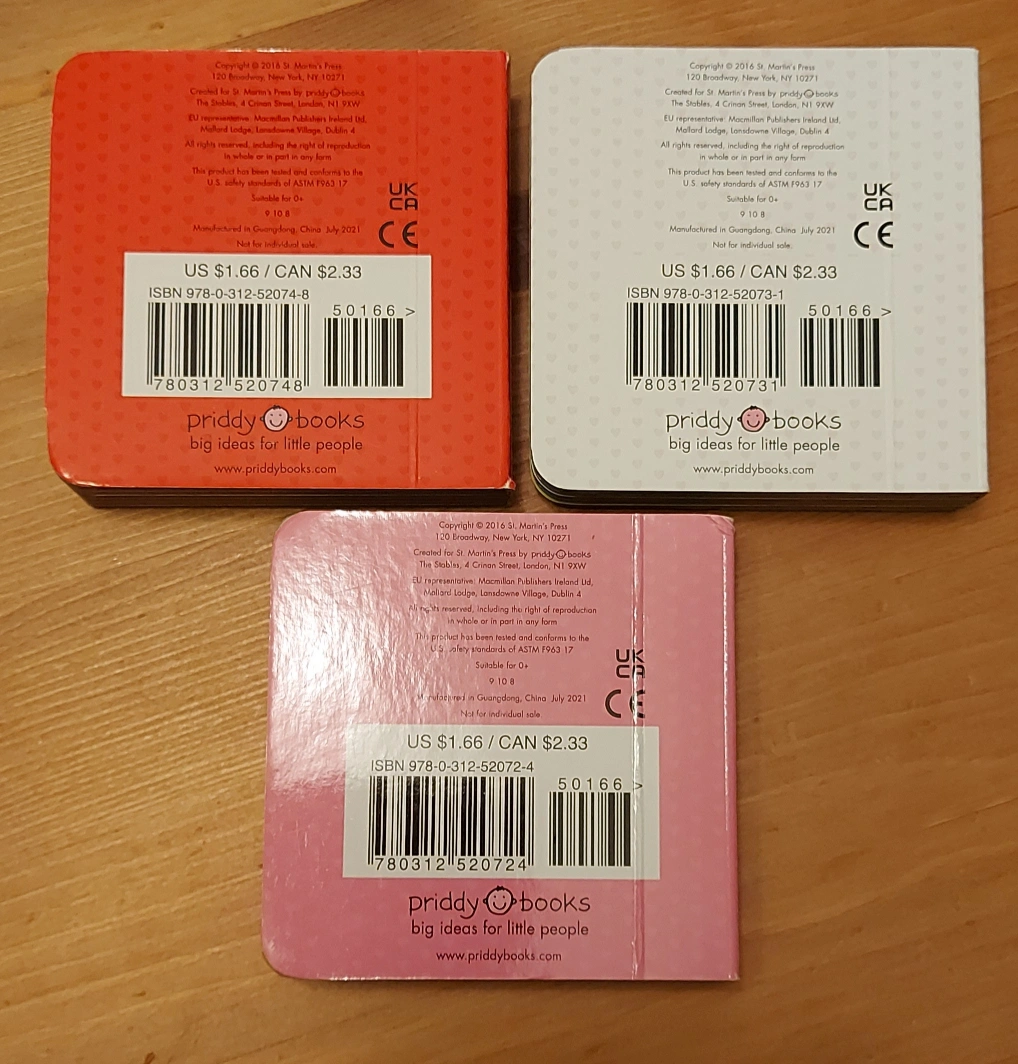 Copyright © 2016 St. Martin's Press
120 Broadway, New York, NY 10271
Created for St. Martin's Press by priddy books
The Stables, 4 Crinan Street, London, N1 9XW
EU representative: Macmillan Publishers Ireland Ltd,
Mallard Lodge, Lansdowne Village, Dublin 4
All rights reserved, including the right of reproduction
in whole or in part in any form
This product has been tested and conforms to the
U.S. safety standards of ASTM F963 17
Suitable for 0+
9 10 8
Manufactured in Guangdong, China July 2021
Not for individual sale.
UK
CA
CE
US $1.66 / CAN $2.33
ISBN 978-0-312-52074-8
50166 >
780312 520748
priddy books
big ideas for little people
www.priddybooks.com
Copyright © 2016 St. Martin's Press
120 Broadway, New York, NY 10271
Created for St. Martin's Press by priddy books
The Stables, 4 Crinan Street, London, N1 9XW
EU representative: Macmillan Publishers Ireland Ltd,
Mallard Lodge, Lansdowne Village, Dublin 4
All rights reserved, including the right of reproduction
in whole or in part in any form
This product has been tested and conforms to the
U.S. safety standards of ASTM F963 17
Suitable for 0+
9 10 8
Manufactured in Guangdong, China July 2021
Not for individual sale.
UK
CA
CE
US $1.66 / CAN $2.33
ISBN 978-0-312-52073-1
50166 >
780312 520731
priddy books
big ideas for little people
www.priddybooks.com
Copyright © 2016 St. Martin's Press
120 Broadway, New York, NY 10271
Created for St. Martin's Press by priddy books
The Stables, 4 Crinan Street, London, N1 9XW
EU representative: Macmillan Publishers Ireland Ltd,
Mallard Lodge, Lansdowne Village, Dublin 4
All rights reserved, including the right of reproduction
in whole or in part in any form
This product has been tested and conforms to the
U.S. safety standards of ASTM F963 17
Suitable for 0+
9 10 8
Manufactured in Guangdong, China July 2021
Not for individual sale.
UK
CA
CE
US $1.66 / CAN $2.33
ISBN 978-0-312-52072-4
50166 >
780312 520724
priddy books
big ideas for little people
www.priddybooks.com